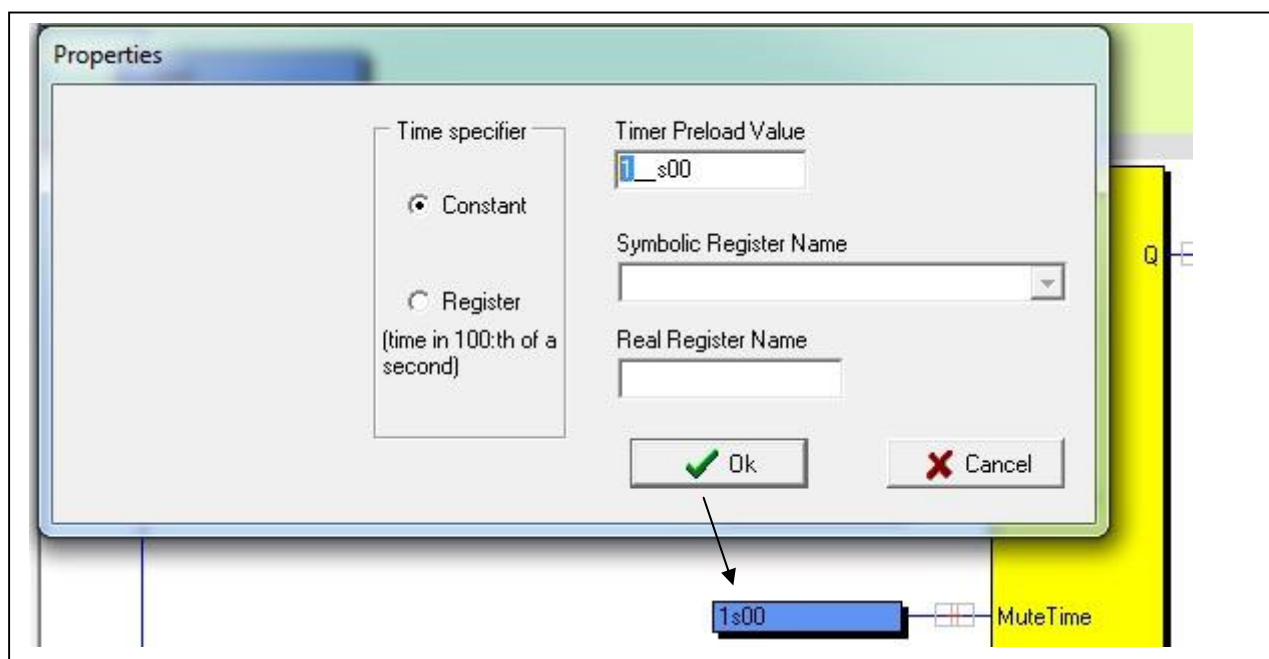 Properties
Time specifier
Timer Preload Value
1__s00
Constant
Symbolic Register Name
Q
Register
(time in 100:th of a
second)
Real Register Name
Ok
Cancel
1s00
MuteTime